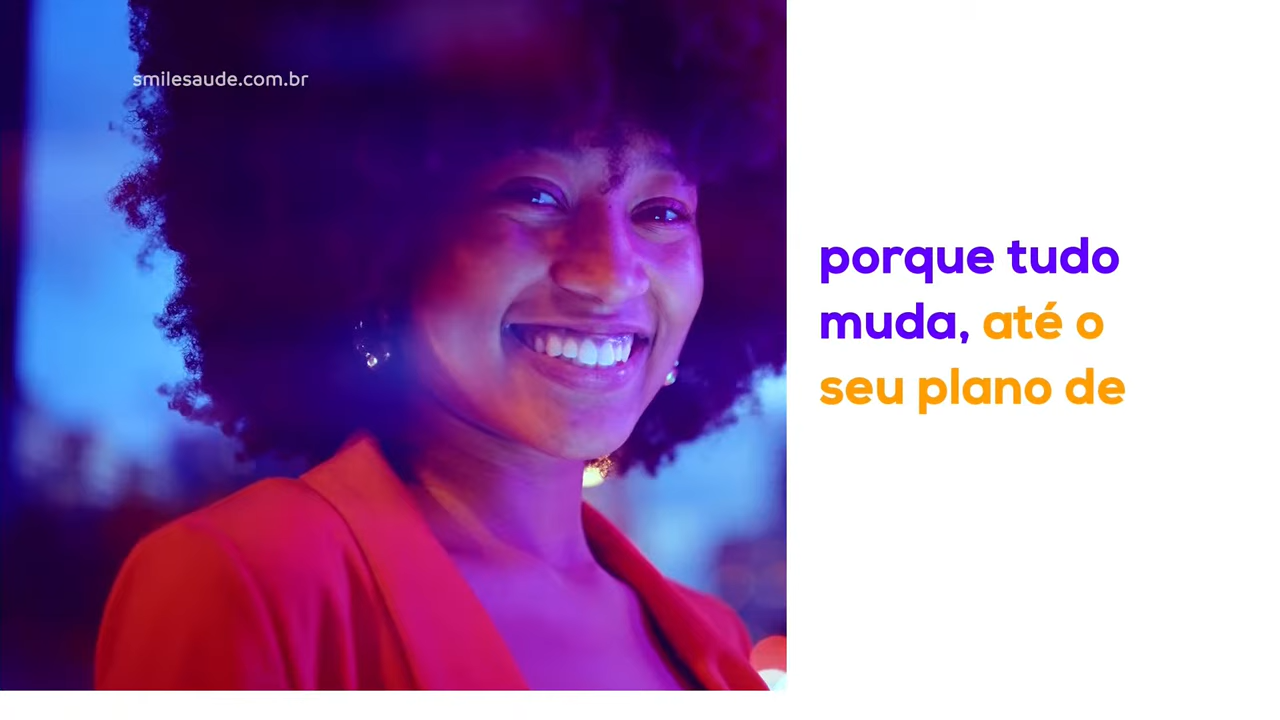 smilesaude.com.br
porque tudo
muda, até o
seu plano de